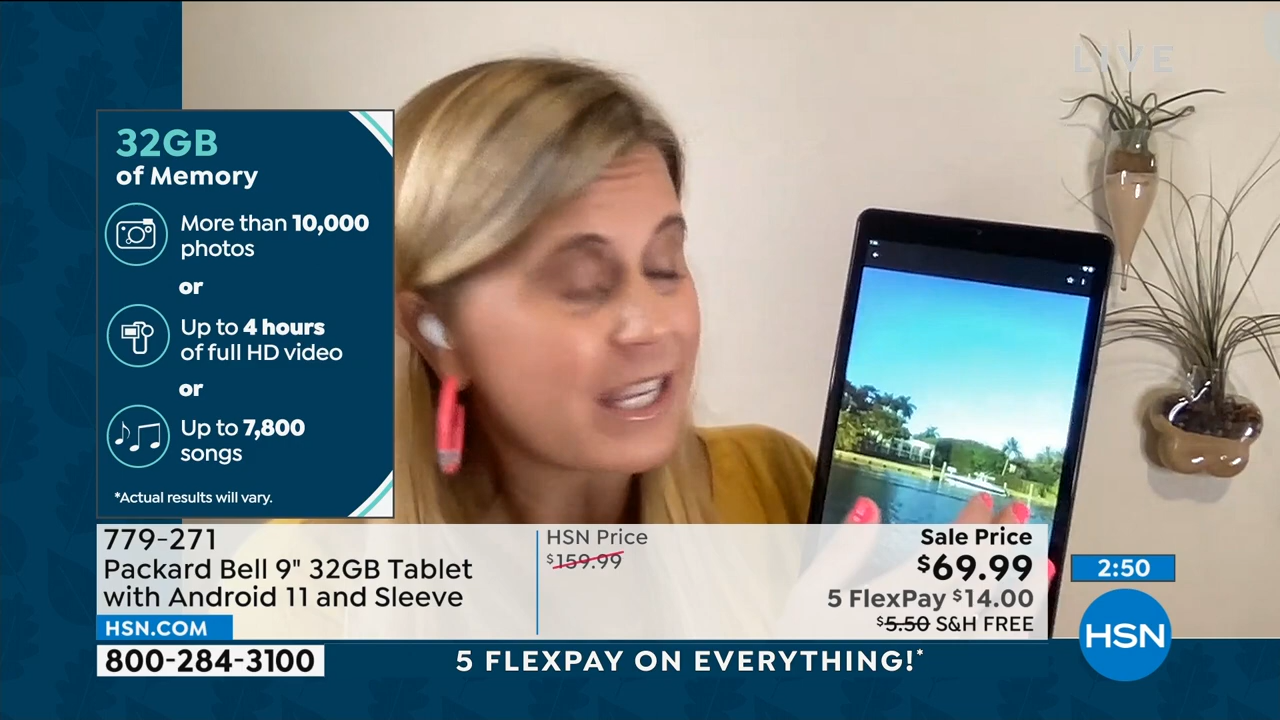 LIVE
32GB
of Memory
More than 10,000
photos
or
Up to 4 hours
of full HD video
or
Up to 7,800
songs
*Actual results will vary.
779-271
Packard Bell 9" 32GB Tablet
with Android 11 and Sleeve
HSN.COM
800-284-3100
HSN Price
$159.99
Sale Price
$69.99
5 FlexPay $14.00
$5.50 S&H FREE
2:50
HSN
5 FLEXPAY ON EVERYTHING!*